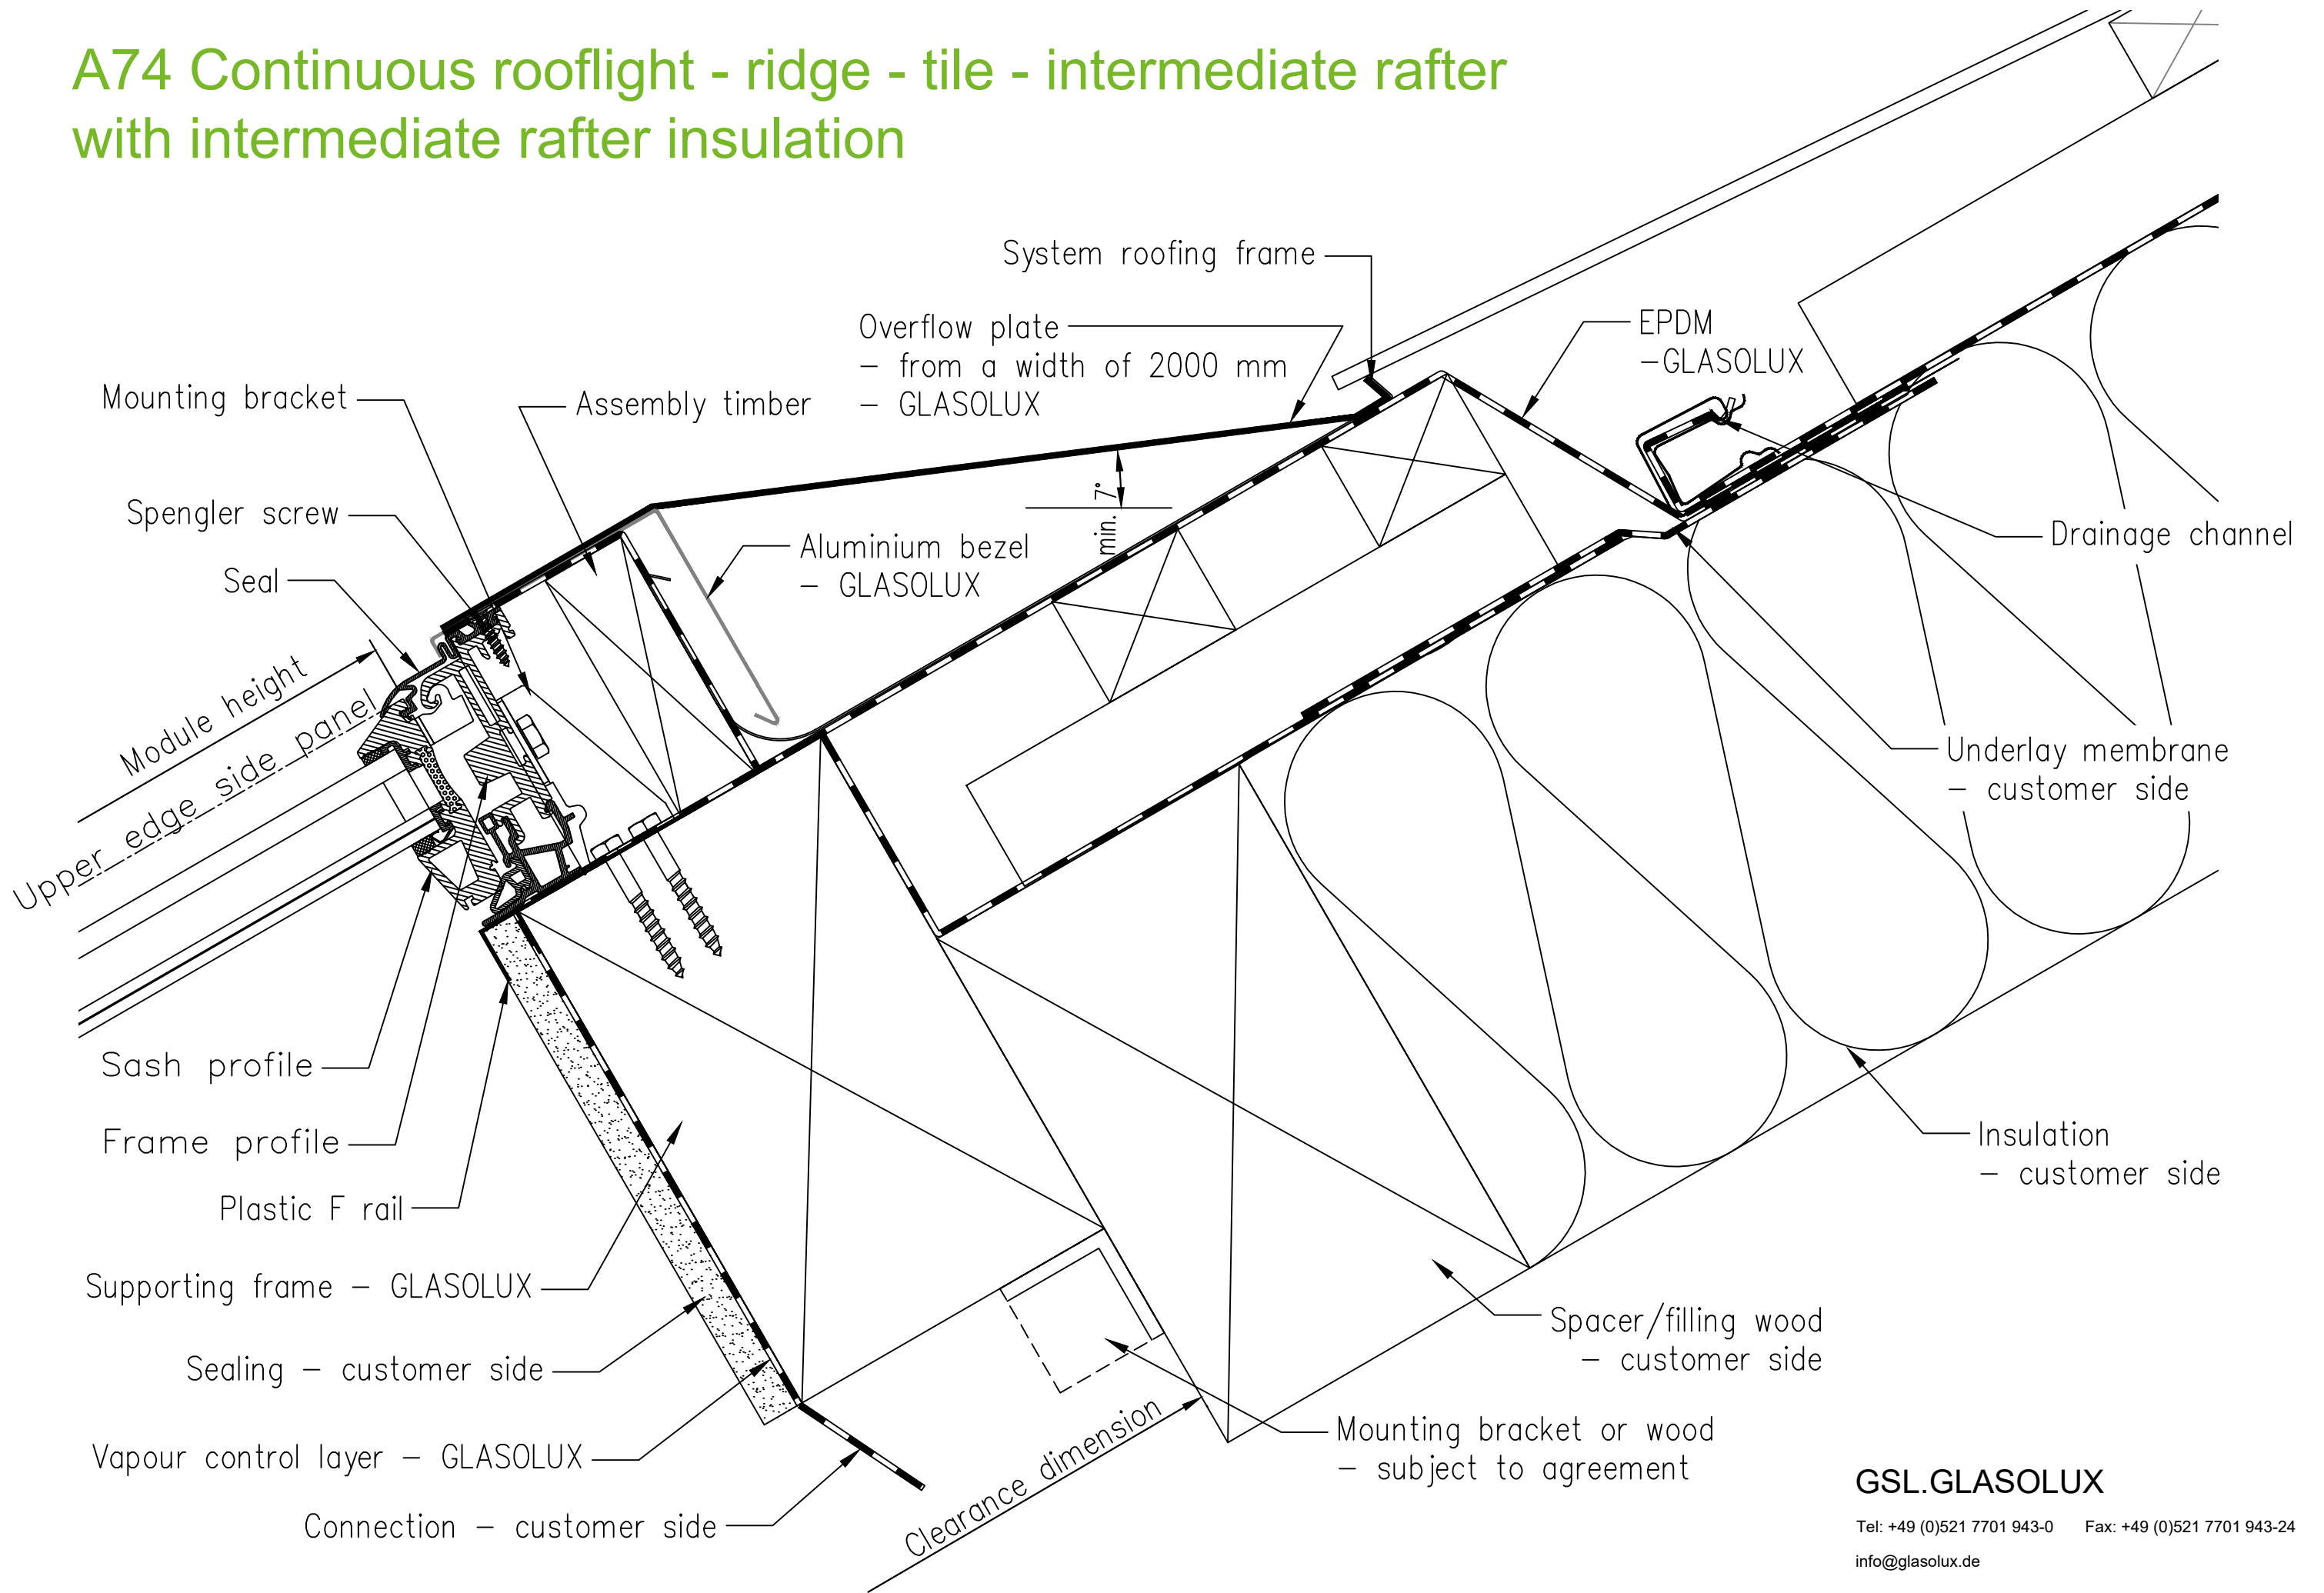 A74 Continuous rooflight - ridge - tile - intermediate rafter
with intermediate rafter insulation
System roofing frame
Overflow plate
– from a width of 2000 mm
– GLASOLUX
EPDM
–GLASOLUX
Mounting bracket
Assembly timber
Spengler screw
Seal
Aluminium bezel
– GLASOLUX
min. 7°
Drainage channel
Module height
Upper edge side panel
Underlay membrane
– customer side
Sash profile
Frame profile
Plastic F rail
Supporting frame – GLASOLUX
Sealing – customer side
Vapour control layer – GLASOLUX
Connection – customer side
Insulation
– customer side
Spacer/filling wood
– customer side
Mounting bracket or wood
– subject to agreement
Clearance dimension
GSL.GLASOLUX
Tel: +49 (0)521 7701 943-0 Fax: +49 (0)521 7701 943-24
info@glasolux.de